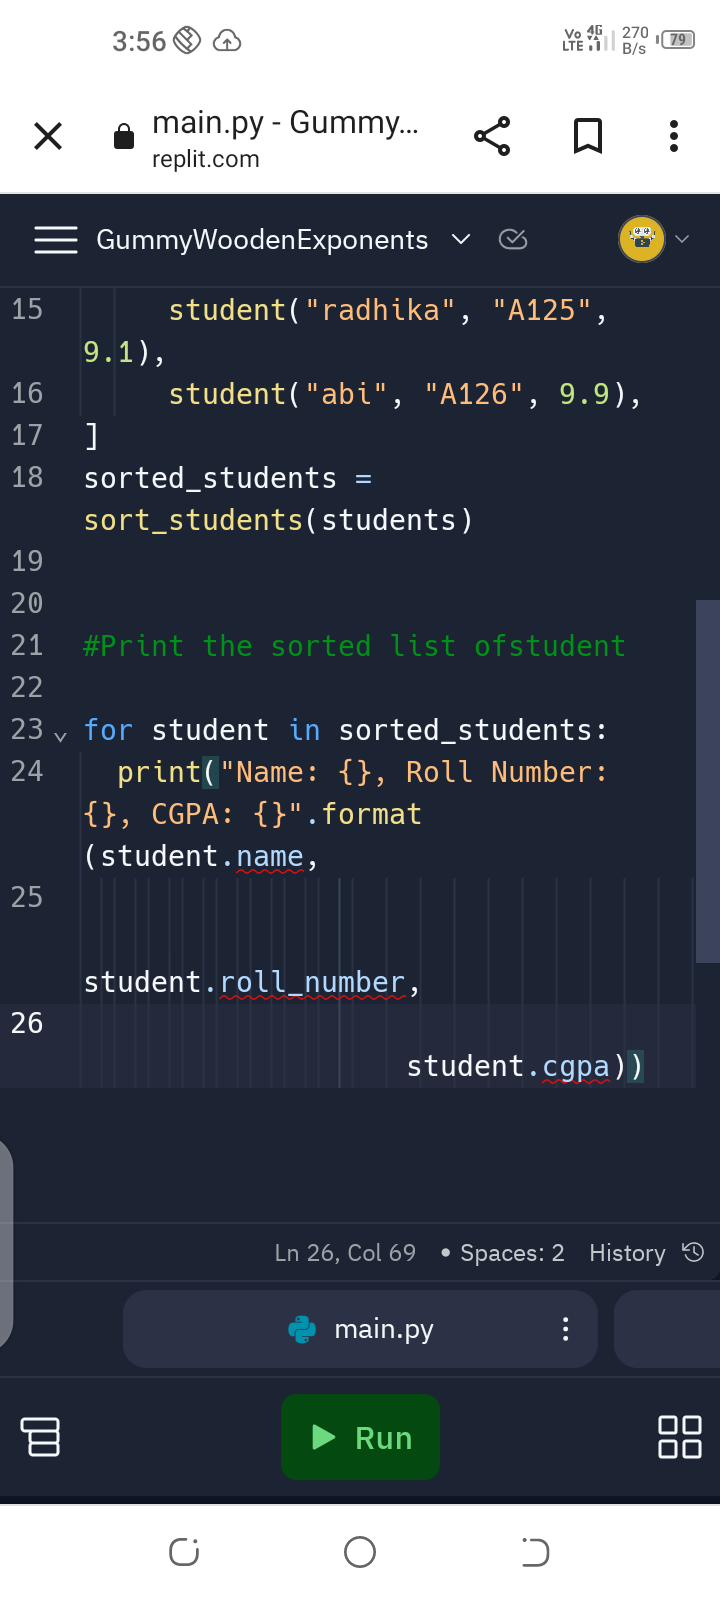 3:56 Vo LTE 4G 270 B/s 79
main.py - Gummy...
replit.com
GummyWoodenExponents
15 student("radhika", "A125",
9.1),
16 student("abi", "A126", 9.9),
17 ]
18 sorted_students =
sort_students(students)
19
20
21 #Print the sorted list ofstudent
22
23 for student in sorted_students:
24 print("Name: {}, Roll Number:
{}, CGPA: {}".format
(student.name,
25
student.roll_number,
26
student.cgpa))
Ln 26, Col 69 • Spaces: 2 History
main.py
Run